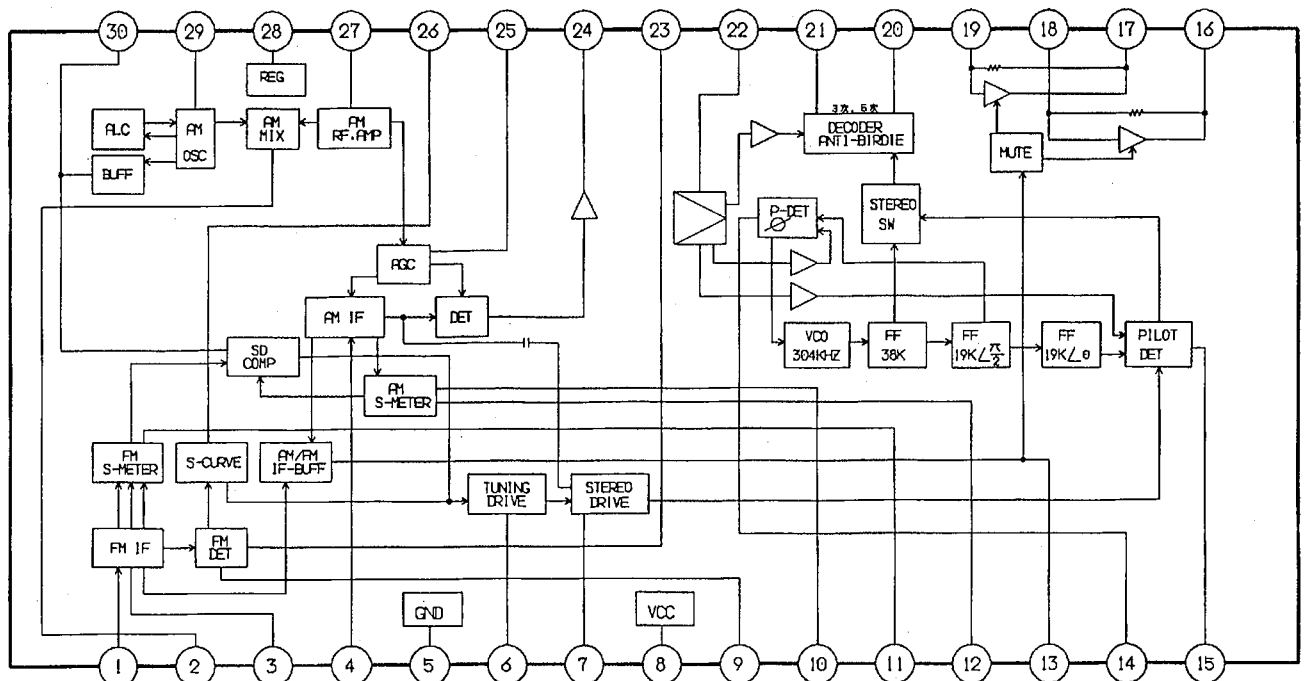 30 29 28 27 26 25 24 23 22 21 20 19 18 17 16
REG
ALC
AM
OSC
AM
MIX
AM
RF.AMP
BUFF
3次.5次
DECODER
ANTI-BIRDIE
MUTE
P-DET
STEREO
SW
AGC
AM IF
DET
SD
COMP
VCO
304KHZ
FF
38K
FF
19K∠π/2
FF
19K∠θ
PILOT
DET
AM
S-METER
FM
S-METER
S-CURVE
AM/FM
IF-BUFF
TUNING
DRIVE
STEREO
DRIVE
FM IF
FM
DET
GND
VCC
1 2 3 4 5 6 7 8 9 10 11 12 13 14 15